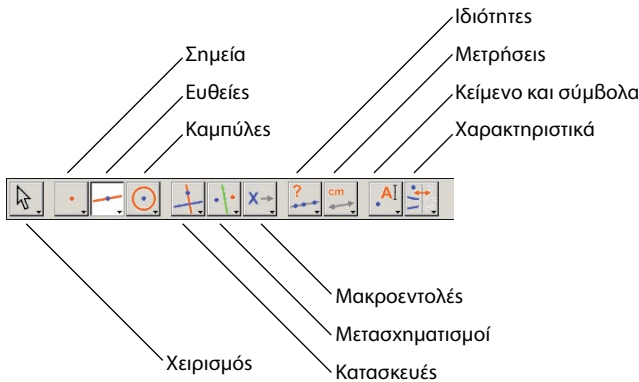 Ιδιότητες
Σημεία
Μετρήσεις
Ευθείες
Κείμενο και σύμβολα
Καμπύλες
Χαρακτηριστικά
X
?
cm
A
Μακροεντολές
Μετασχηματισμοί
Χειρισμός
Κατασκευές